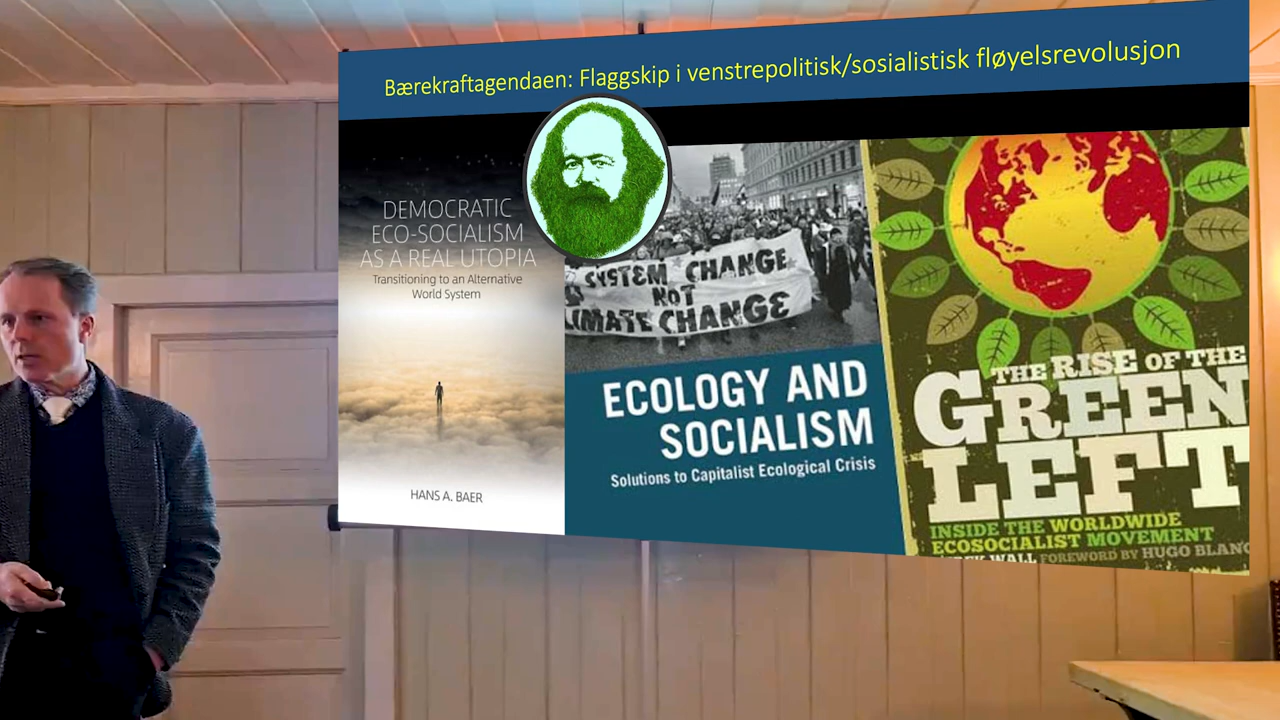 Bærekraftagendaen: Flaggskip i venstrepolitisk/sosialistisk fløyelsrevolusjon
DEMOCRATIC
ECO-SOCIALISM
AS A REAL UTOPIA
Transitioning to an Alternative
World System
HANS A. BAER
SYSTEM CHANGE
NOT
CLIMATE CHANGE
ECOLOGY AND
SOCIALISM
Solutions to Capitalist Ecological Crisis
THE RISE OF THE
GREEN
LEFT
INSIDE THE WORLDWIDE
ECOSOCIALIST MOVEMENT
WALL FOREWORD BY HUGO BLANC